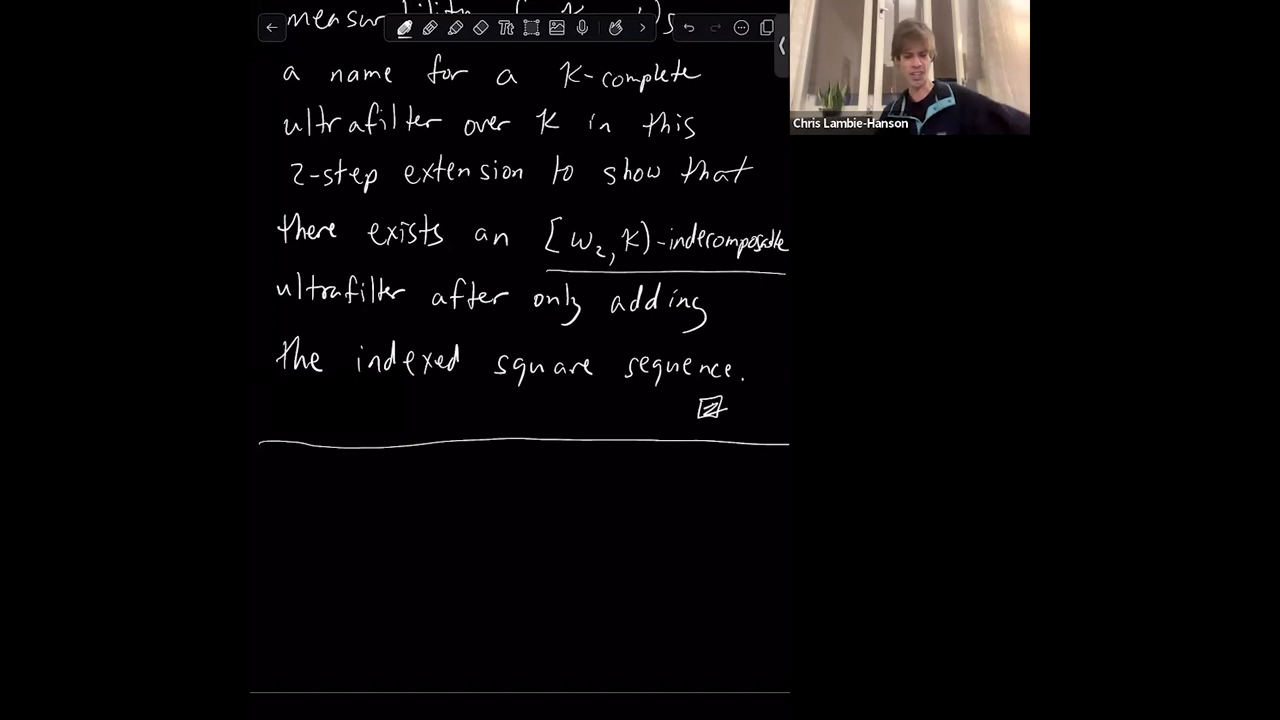 a name for a K-complete
ultrafilter over K in this
2-step extension to show that
there exists an [ω₂, K)-indecomposable
ultrafilter after only adding
the indexed square sequence.
Chris Lambie-Hanson